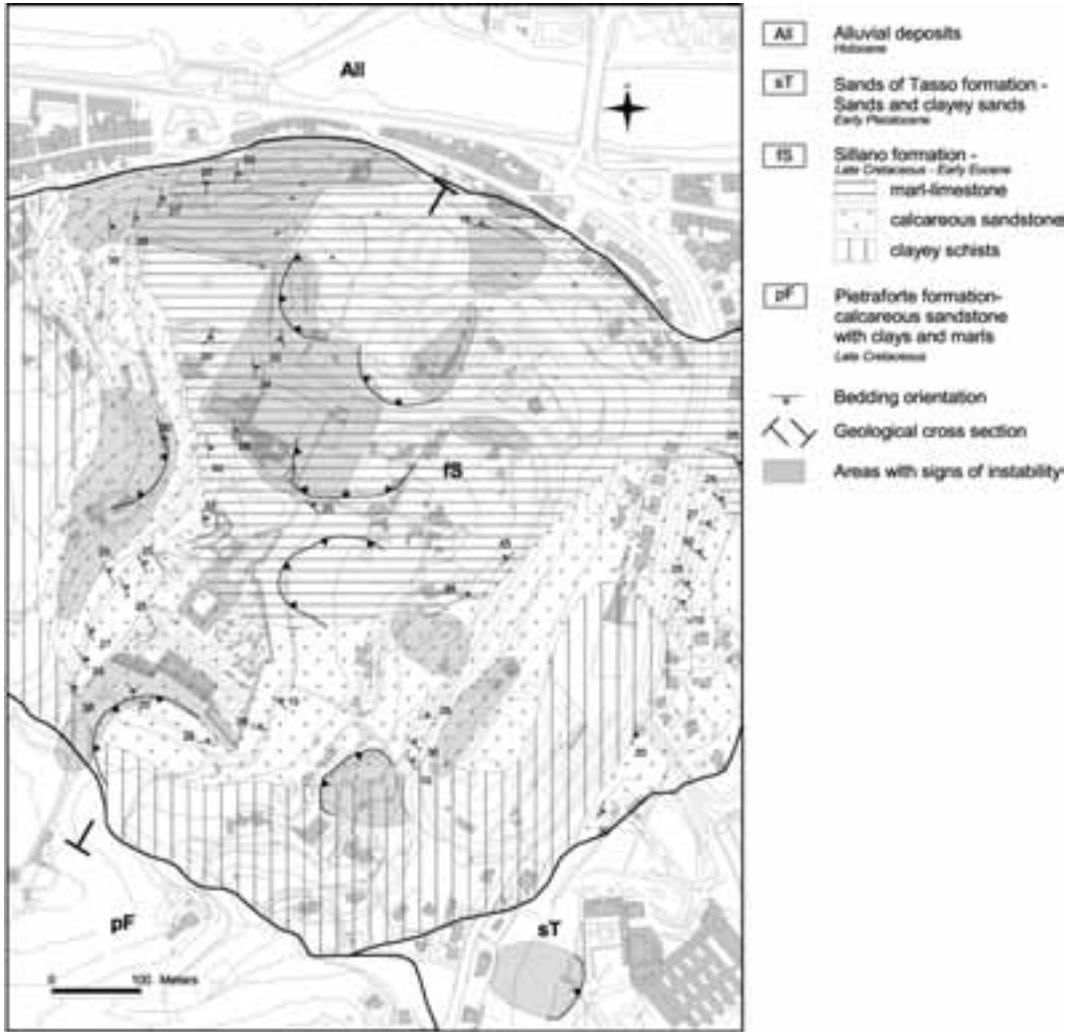 All
fS
pF
sT
0 100 Meters
All Alluvial deposits
Holocene
sT Sands of Tasso formation -
Sands and clayey sands
Early Pleistocene
fS Sillano formation -
Late Cretaceous - Early Eocene
marl-limestone
calcareous sandstone
clayey schists
pF Pietraforte formation-
calcareous sandstone
with clays and marls
Late Cretaceous
Bedding orientation
Geological cross section
Areas with signs of instability